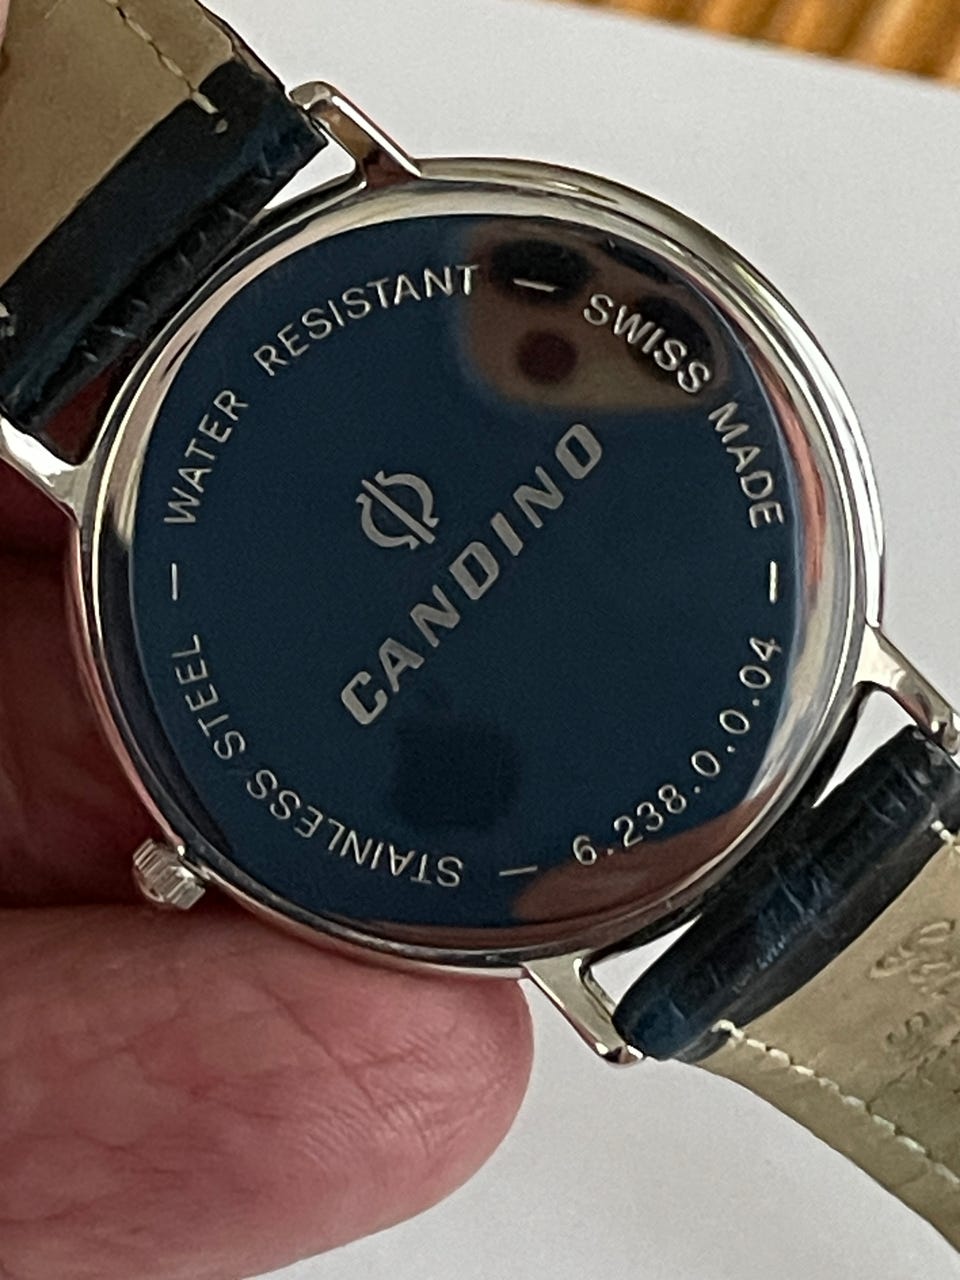 CANDINO
WATER RESISTANT — SWISS MADE — 6.238.0.0.04 — STAINLESS STEEL —